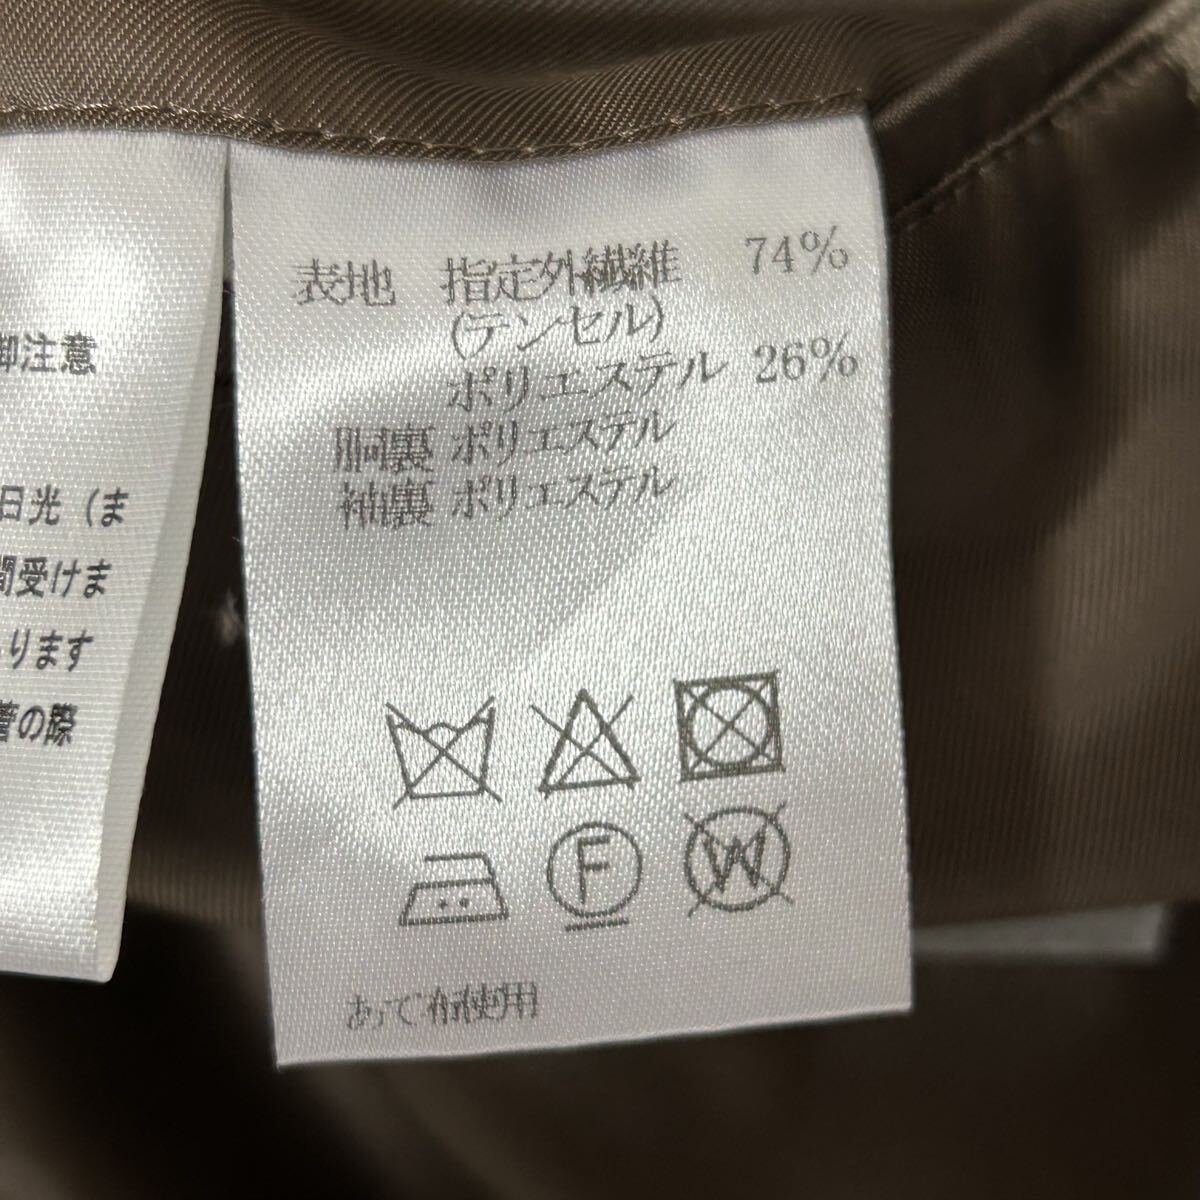 御注意
日光（ま
間受けま
ります
着の際
表地 指定外繊維 74%
(テンセル)
ポリエステル 26%
胴裏 ポリエステル
袖裏 ポリエステル
F
W
あて布使用